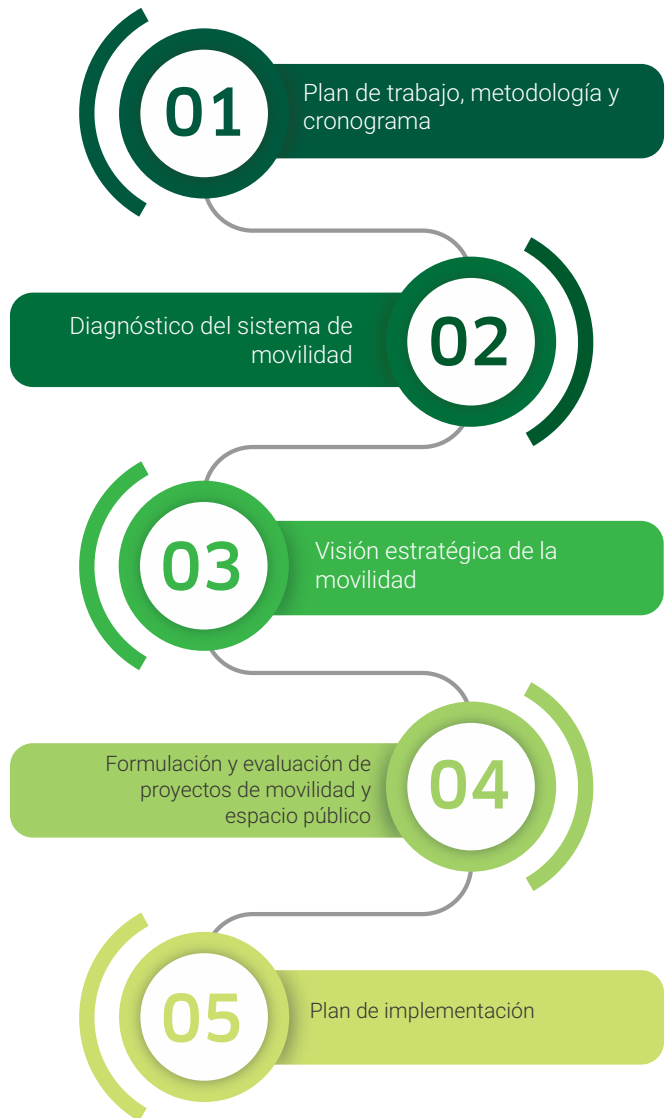 01
Plan de trabajo, metodología y
cronograma
Diagnóstico del sistema de
movilidad
02
03
Visión estratégica de la
movilidad
Formulación y evaluación de
proyectos de movilidad y
espacio público
04
05
Plan de implementación